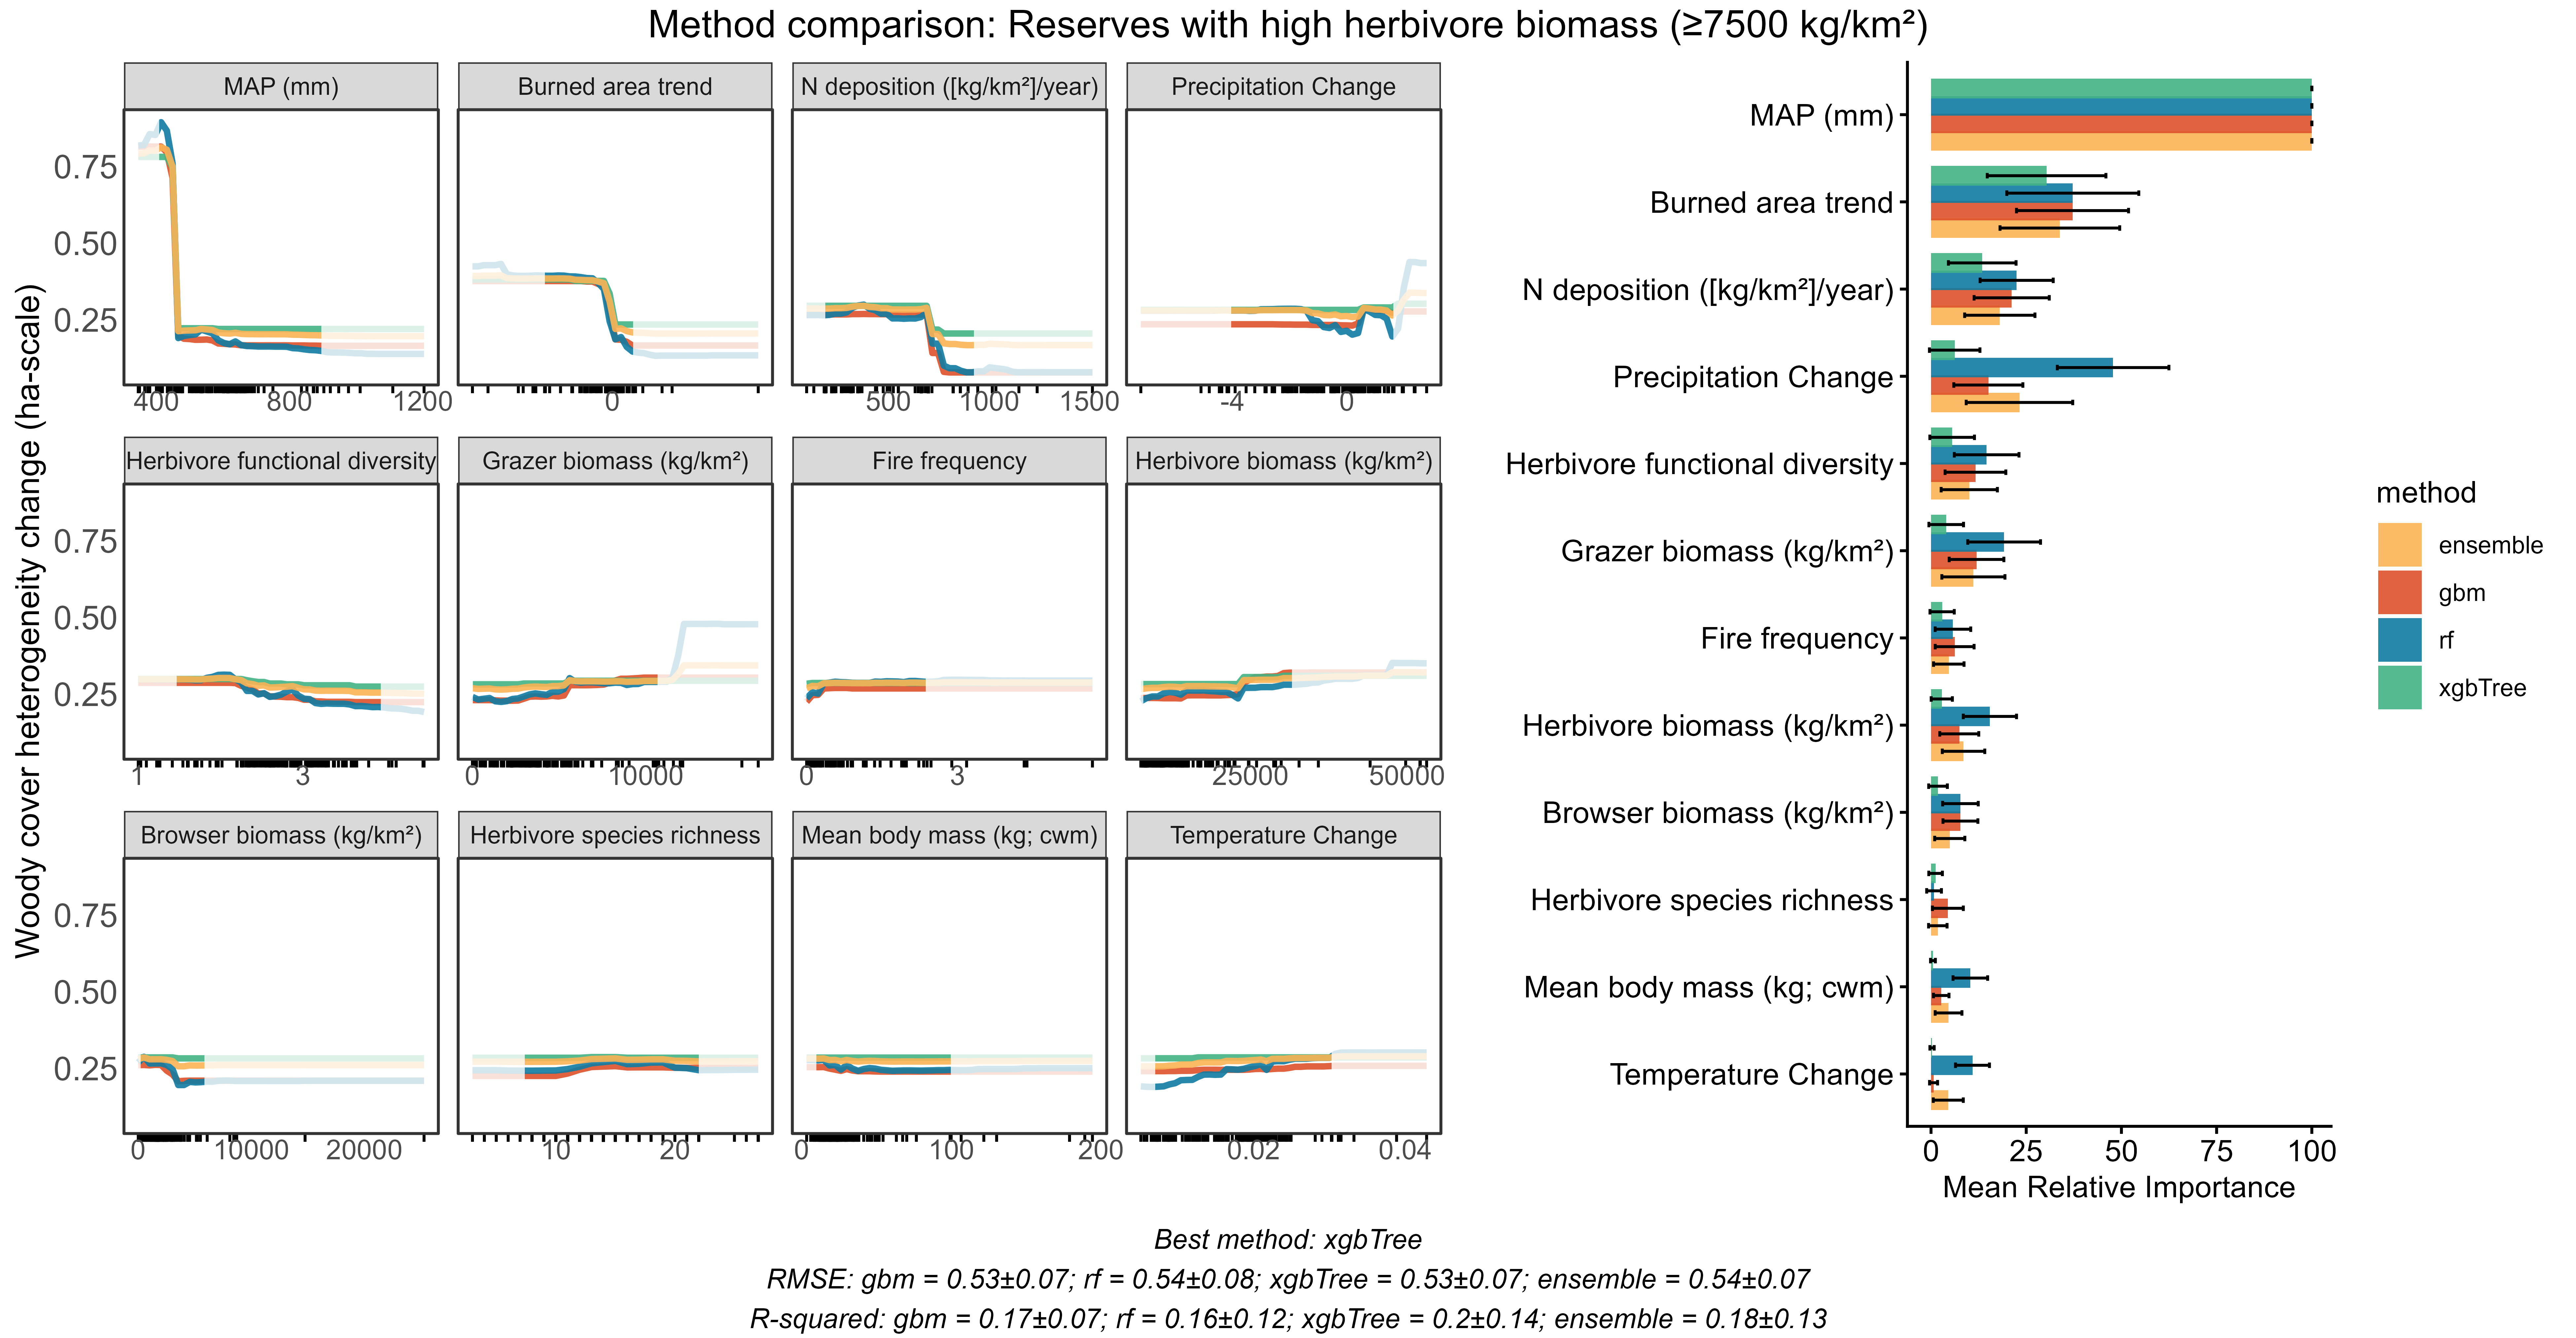 Method comparison: Reserves with high herbivore biomass (≥7500 kg/km²)
Woody cover heterogeneity change (ha-scale)
MAP (mm)
Burned area trend
N deposition ([kg/km²]/year)
Precipitation Change
0.75
0.50
0.25
400 800 1200
0
500 1000 1500
-4 0
Herbivore functional diversity
Grazer biomass (kg/km²)
Fire frequency
Herbivore biomass (kg/km²)
0.75
0.50
0.25
1 3
0 10000
0 3
25000 50000
Browser biomass (kg/km²)
Herbivore species richness
Mean body mass (kg; cwm)
Temperature Change
0.75
0.50
0.25
0 10000 20000
10 20
0 100 200
0.02 0.04
MAP (mm)
Burned area trend
N deposition ([kg/km²]/year)
Precipitation Change
Herbivore functional diversity
Grazer biomass (kg/km²)
Fire frequency
Herbivore biomass (kg/km²)
Browser biomass (kg/km²)
Herbivore species richness
Mean body mass (kg; cwm)
Temperature Change
0 25 50 75 100
Mean Relative Importance
method
ensemble
gbm
rf
xgbTree
Best method: xgbTree
RMSE: gbm = 0.53±0.07; rf = 0.54±0.08; xgbTree = 0.53±0.07; ensemble = 0.54±0.07
R-squared: gbm = 0.17±0.07; rf = 0.16±0.12; xgbTree = 0.2±0.14; ensemble = 0.18±0.13